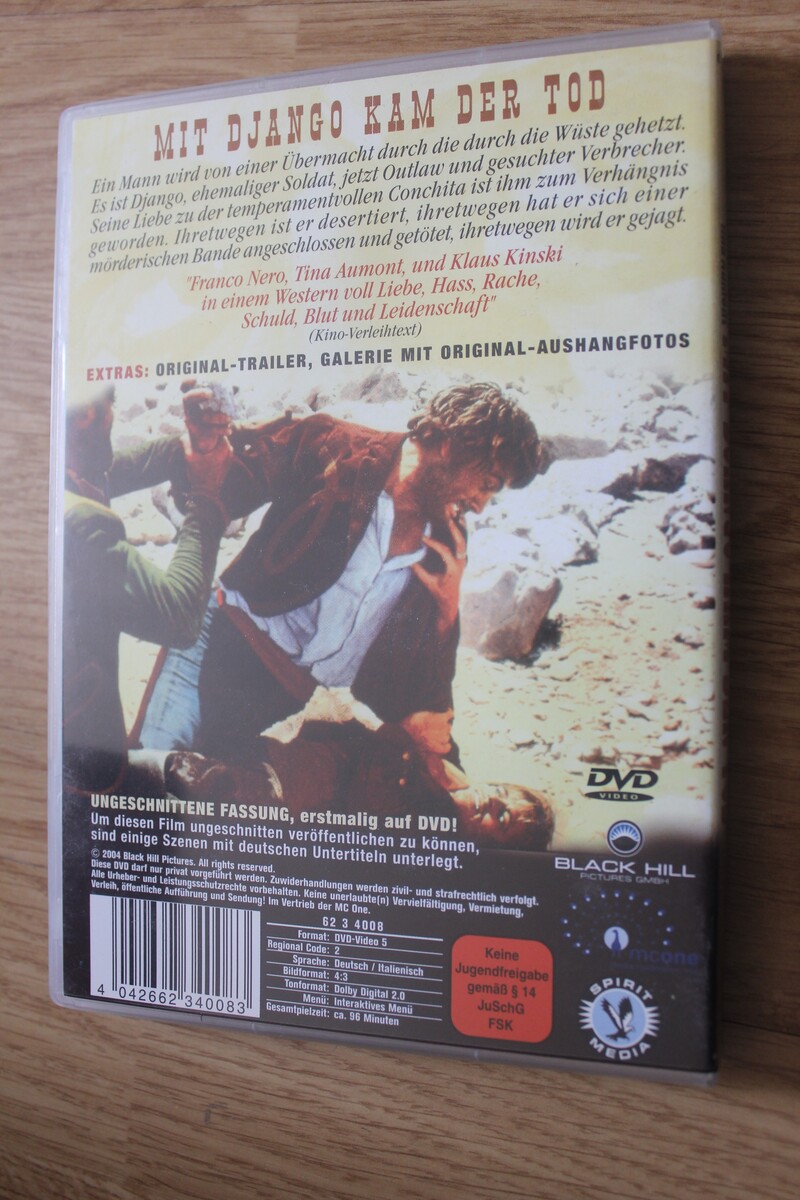 MIT DJANGO KAM DER TOD
Ein Mann wird von einer Übermacht durch die durch die Wüste gehetzt.
Es ist Django, ehemaliger Soldat, jetzt Outlaw und gesuchter Verbrecher.
Seine Liebe zu der temperamentvollen Conchita ist ihm zum Verhängnis
geworden. Ihretwegen ist er desertiert, ihretwegen hat er sich einer
mörderischen Bande angeschlossen und getötet, ihretwegen wird er gejagt.
"Franco Nero, Tina Aumont, und Klaus Kinski
in einem Western voll Liebe, Hass, Rache,
Schuld, Blut und Leidenschaft"
(Kino-Verleihtext)
EXTRAS: ORIGINAL-TRAILER, GALERIE MIT ORIGINAL-AUSHANGFOTOS
DVD
VIDEO
UNGESCHNITTENE FASSUNG, erstmalig auf DVD!
Um diesen Film ungeschnitten veröffentlichen zu können,
sind einige Szenen mit deutschen Untertiteln unterlegt.
© 2004 Black Hill Pictures. All rights reserved.
Diese DVD darf nur privat vorgeführt werden. Zuwiderhandlungen werden zivil- und strafrechtlich verfolgt.
Alle Urheber- und Leistungsschutzrechte vorbehalten. Keine unerlaubte(n) Vervielfältigung, Vermietung,
Verleih, öffentliche Aufführung und Sendung! Im Vertrieb der MC One.
BLACK HILL
PICTURES GMBH
4 042662 340083
62 3 4008
Format: DVD-Video 5
Regional Code: 2
Sprache: Deutsch / Italienisch
Bildformat: 4:3
Tonformat: Dolby Digital 2.0
Menü: Interaktives Menü
Gesamtspielzeit: ca. 96 Minuten
Keine
Jugendfreigabe
gemäß § 14
JuSchG
FSK
mcone
SPIRIT
MEDIA